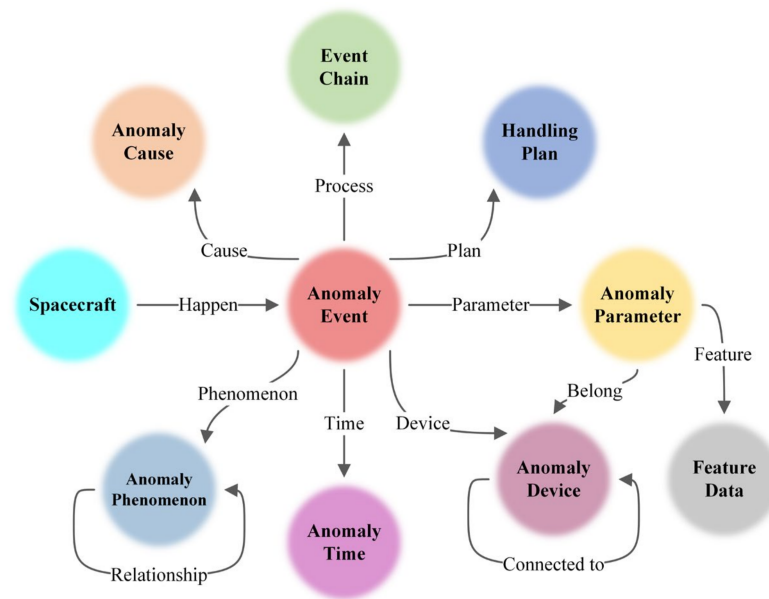 Event
Chain
Anomaly
Cause
Handling
Plan
Process
Cause
Plan
Spacecraft
Happen
Anomaly
Event
Parameter
Anomaly
Parameter
Feature
Phenomenon
Time
Device
Belong
Anomaly
Phenomenon
Anomaly
Device
Feature
Data
Anomaly
Time
Relationship
Connected to